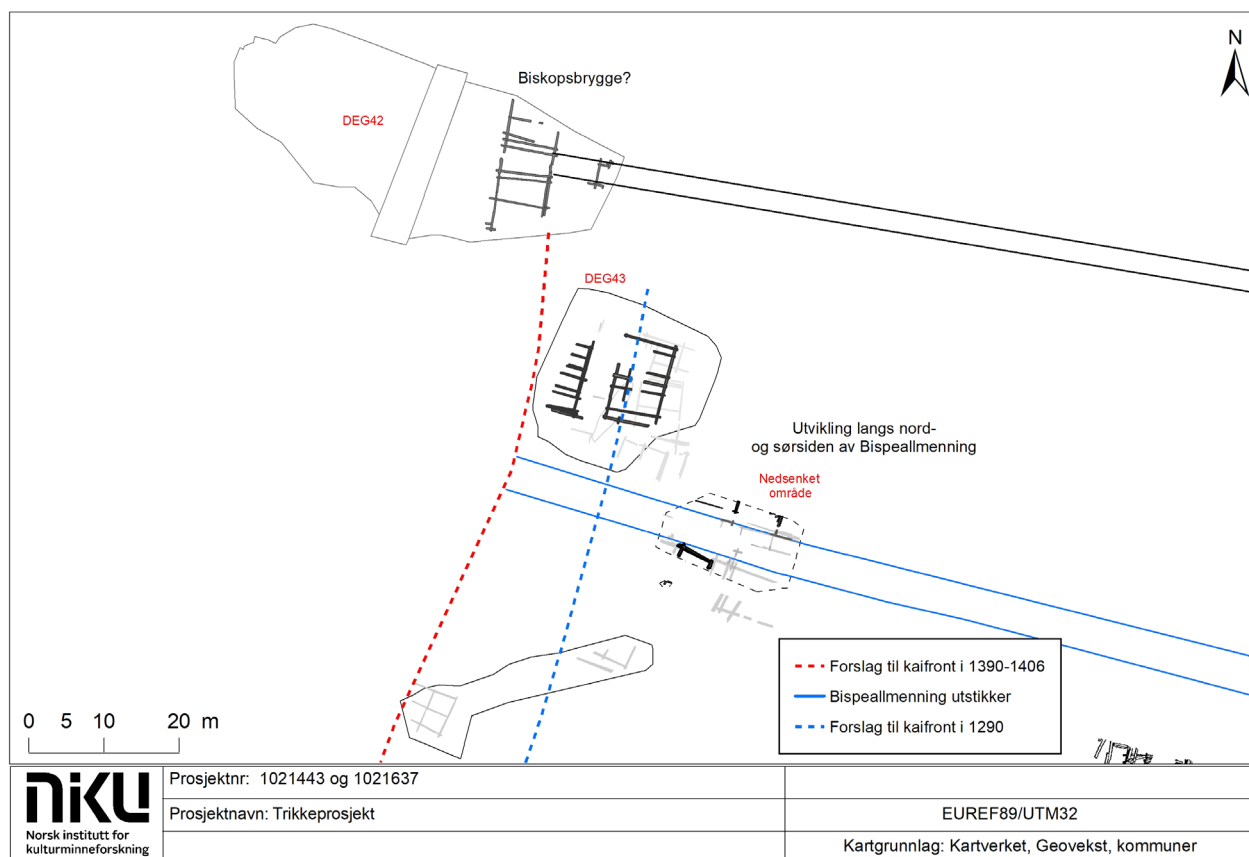 N
Biskopsbrygge?
DEG42
DEG43
Utvikling langs nord-
og sørsiden av Bispeallmenning
Nedsenket
område
Forslag til kaifront i 1390-1406
Bispeallmenning utstikker
Forslag til kaifront i 1290
0 5 10 20 m
NIKU
Norsk institutt for
kulturminneforskning
Prosjektnr: 1021443 og 1021637
Prosjektnavn: Trikkeprosjekt
EUREF89/UTM32
Kartgrunnlag: Kartverket, Geovekst, kommuner